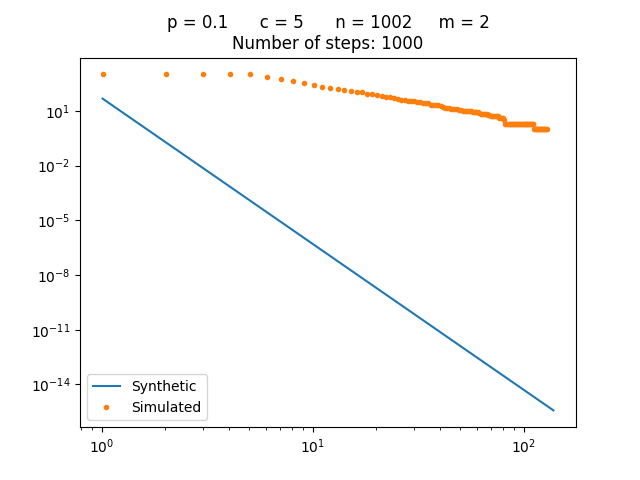 p = 0.1 c = 5 n = 1002 m = 2
Number of steps: 1000
10¹
10⁻²
10⁻⁵
10⁻⁸
10⁻¹¹
10⁻¹⁴
Synthetic
Simulated
10⁰ 10¹ 10²